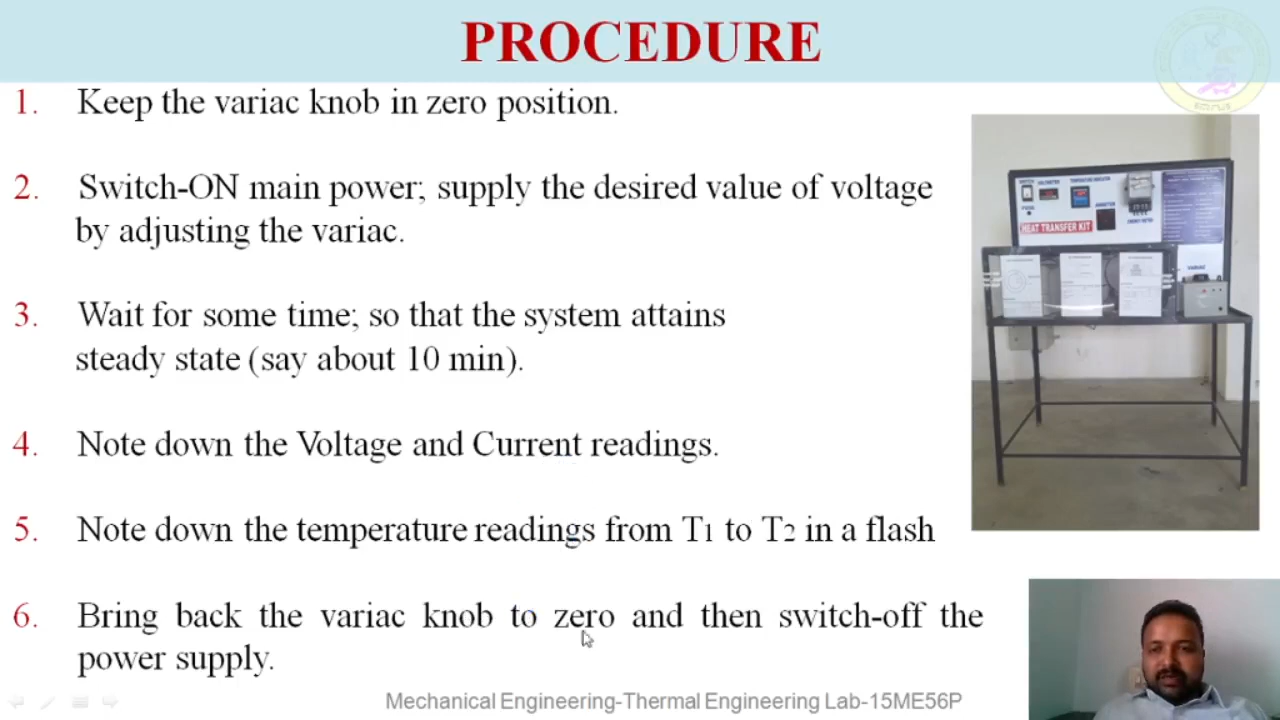 PROCEDURE
1. Keep the variac knob in zero position.
2. Switch-ON main power; supply the desired value of voltage
by adjusting the variac.
3. Wait for some time; so that the system attains
steady state (say about 10 min).
4. Note down the Voltage and Current readings.
5. Note down the temperature readings from T1 to T2 in a flash
6. Bring back the variac knob to zero and then switch-off the
power supply.
HEAT TRANSFER KIT
VARIAC
Mechanical Engineering-Thermal Engineering Lab-15ME56P